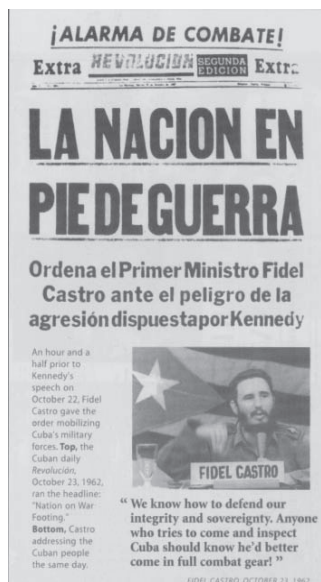 ¡ALARMA DE COMBATE!
Extra REVOLUCION SEGUNDA EDICION Extra
LA NACION EN
PIE DE GUERRA
Ordena el Primer Ministro Fidel
Castro ante el peligro de la
agresión dispuesta por Kennedy
An hour and a
half prior to
Kennedy's
speech on
October 22, Fidel
Castro gave the
order mobilizing
Cuba's military
forces. Top, the
Cuban daily
Revolución,
October 23, 1962,
ran the headline:
"Nation on War
Footing."
Bottom, Castro
addressing the
Cuban people
the same day.
FIDEL CASTRO
"We know how to defend our
integrity and sovereignty. Anyone
who tries to come and inspect
Cuba should know he'd better
come in full combat gear!"
FIDEL CASTRO, OCTOBER 23, 1962